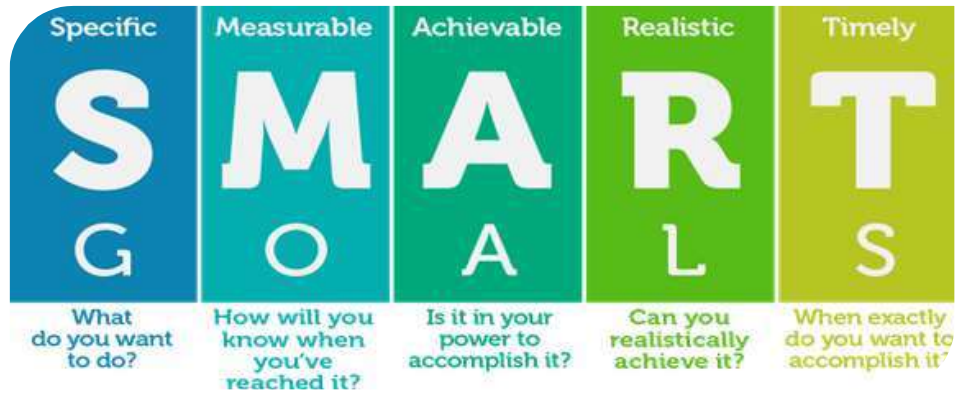 Specific Measurable Achievable Realistic Timely
S M A R T
G O A L S
What
do you want
to do?
How will you
know when
you've
reached it?
Is it in your
power to
accomplish it?
Can you
realistically
achieve it?
When exactly
do you want to
accomplish it?